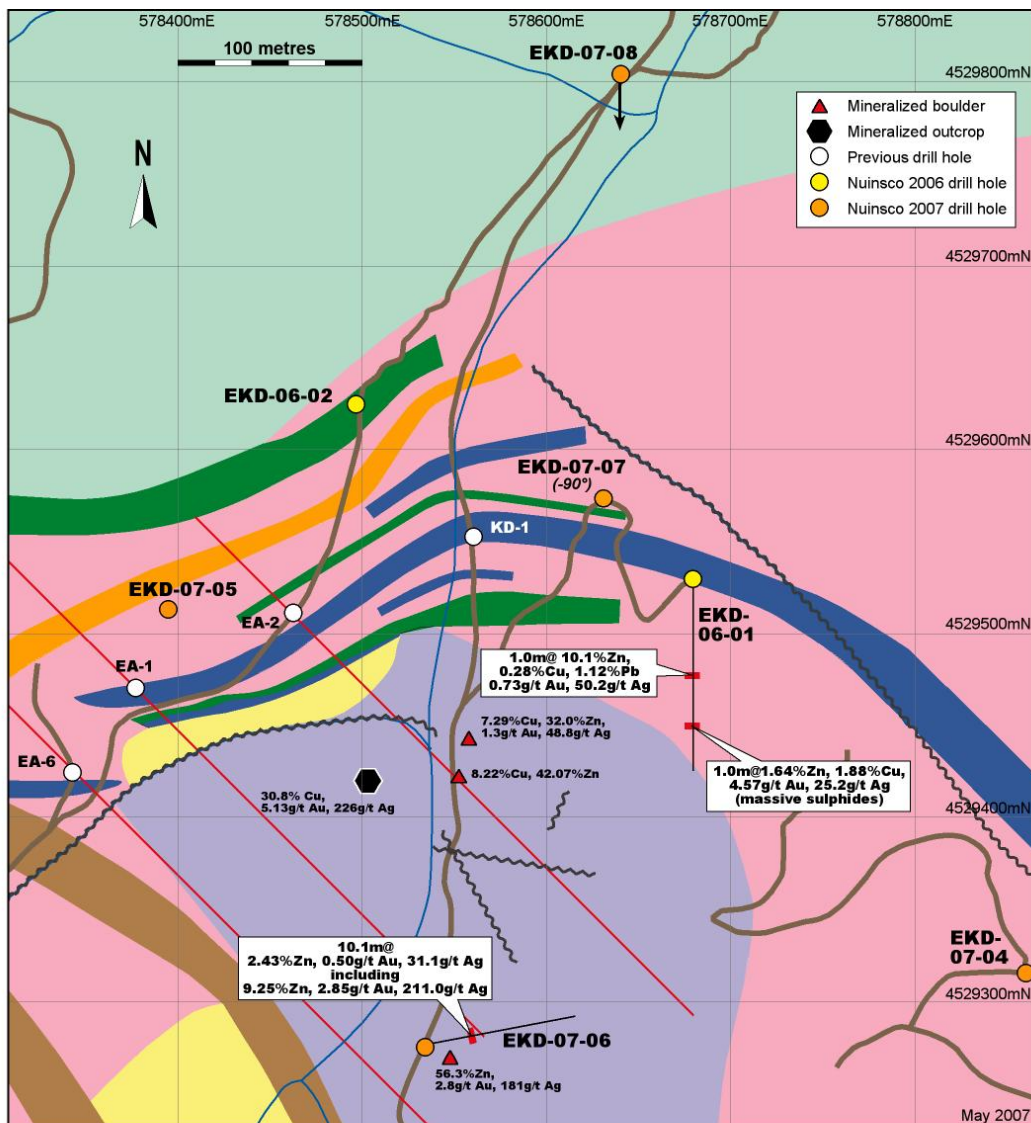 578400mE
578500mE
578600mE
578700mE
578800mE
100 metres
EKD-07-08
4529800mN
Mineralized boulder
Mineralized outcrop
Previous drill hole
Nuinsco 2006 drill hole
Nuinsco 2007 drill hole
N
4529700mN
EKD-06-02
4529600mN
EKD-07-07
(-90°)
KD-1
EKD-07-05
EA-2
EKD-
06-01
4529500mN
EA-1
1.0m@ 10.1%Zn,
0.28%Cu, 1.12%Pb
0.73g/t Au, 50.2g/t Ag
7.29%Cu, 32.0%Zn,
1.3g/t Au, 48.8g/t Ag
EA-6
8.22%Cu, 42.07%Zn
1.0m@1.64%Zn, 1.88%Cu,
4.57g/t Au, 25.2g/t Ag
(massive sulphides)
30.8% Cu,
5.13g/t Au, 226g/t Ag
4529400mN
10.1m@
2.43%Zn, 0.50g/t Au, 31.1g/t Ag
including
9.25%Zn, 2.85g/t Au, 211.0g/t Ag
EKD-
07-04
4529300mN
EKD-07-06
56.3%Zn,
2.8g/t Au, 181g/t Ag
May 2007